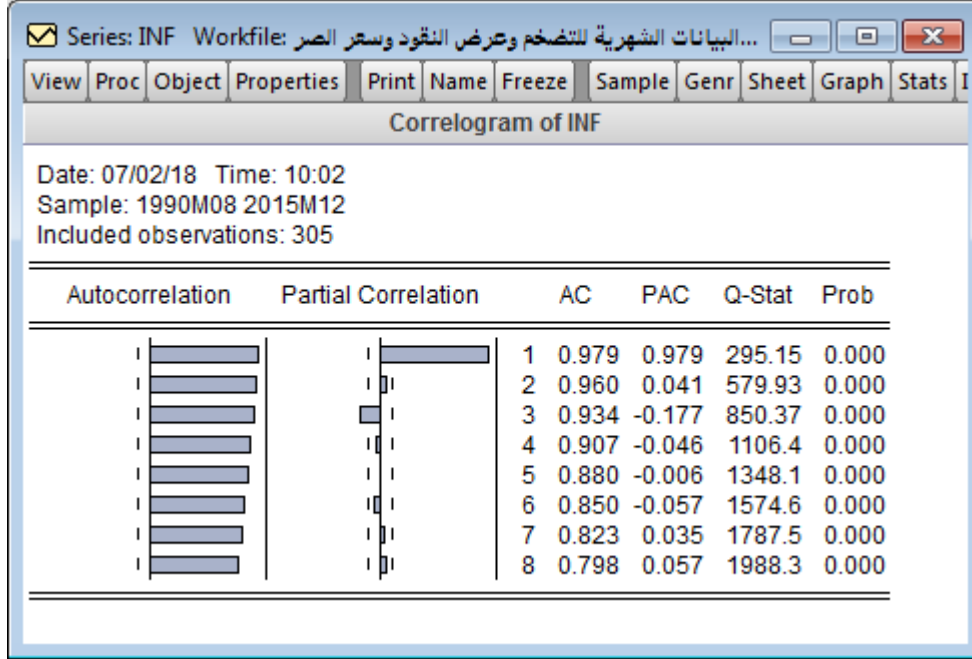 Series: INF Workfile: البيانات الشهرية للتضخم وعرض النقود وسعر الصر...
View Proc Object Properties Print Name Freeze Sample Genr Sheet Graph Stats I
Correlogram of INF
Date: 07/02/18 Time: 10:02
Sample: 1990M08 2015M12
Included observations: 305
Autocorrelation Partial Correlation AC PAC Q-Stat Prob
1 0.979 0.979 295.15 0.000
2 0.960 0.041 579.93 0.000
3 0.934 -0.177 850.37 0.000
4 0.907 -0.046 1106.4 0.000
5 0.880 -0.006 1348.1 0.000
6 0.850 -0.057 1574.6 0.000
7 0.823 0.035 1787.5 0.000
8 0.798 0.057 1988.3 0.000